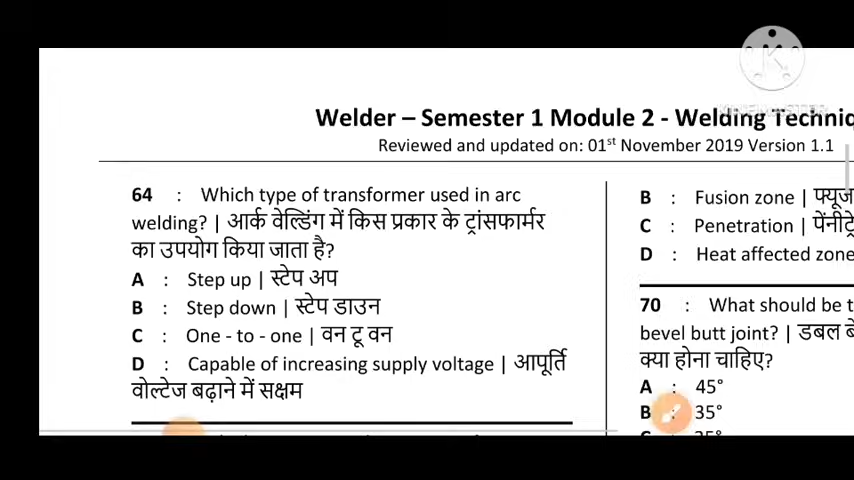 KINEMASTER
Welder – Semester 1 Module 2 - Welding Techniq
Reviewed and updated on: 01st November 2019 Version 1.1
64 : Which type of transformer used in arc
welding? | आर्क वेल्डिंग में किस प्रकार के ट्रांसफार्मर
का उपयोग किया जाता है?
A : Step up | स्टेप अप
B : Step down | स्टेप डाउन
C : One - to - one | वन टू वन
D : Capable of increasing supply voltage | आपूर्ति
वोल्टेज बढ़ाने में सक्षम
B : Fusion zone | फ्यूज
C : Penetration | पेंनीट्रे
D : Heat affected zone
70 : What should be t
bevel butt joint? | डबल बे
क्या होना चाहिए?
A : 45°
B : 35°